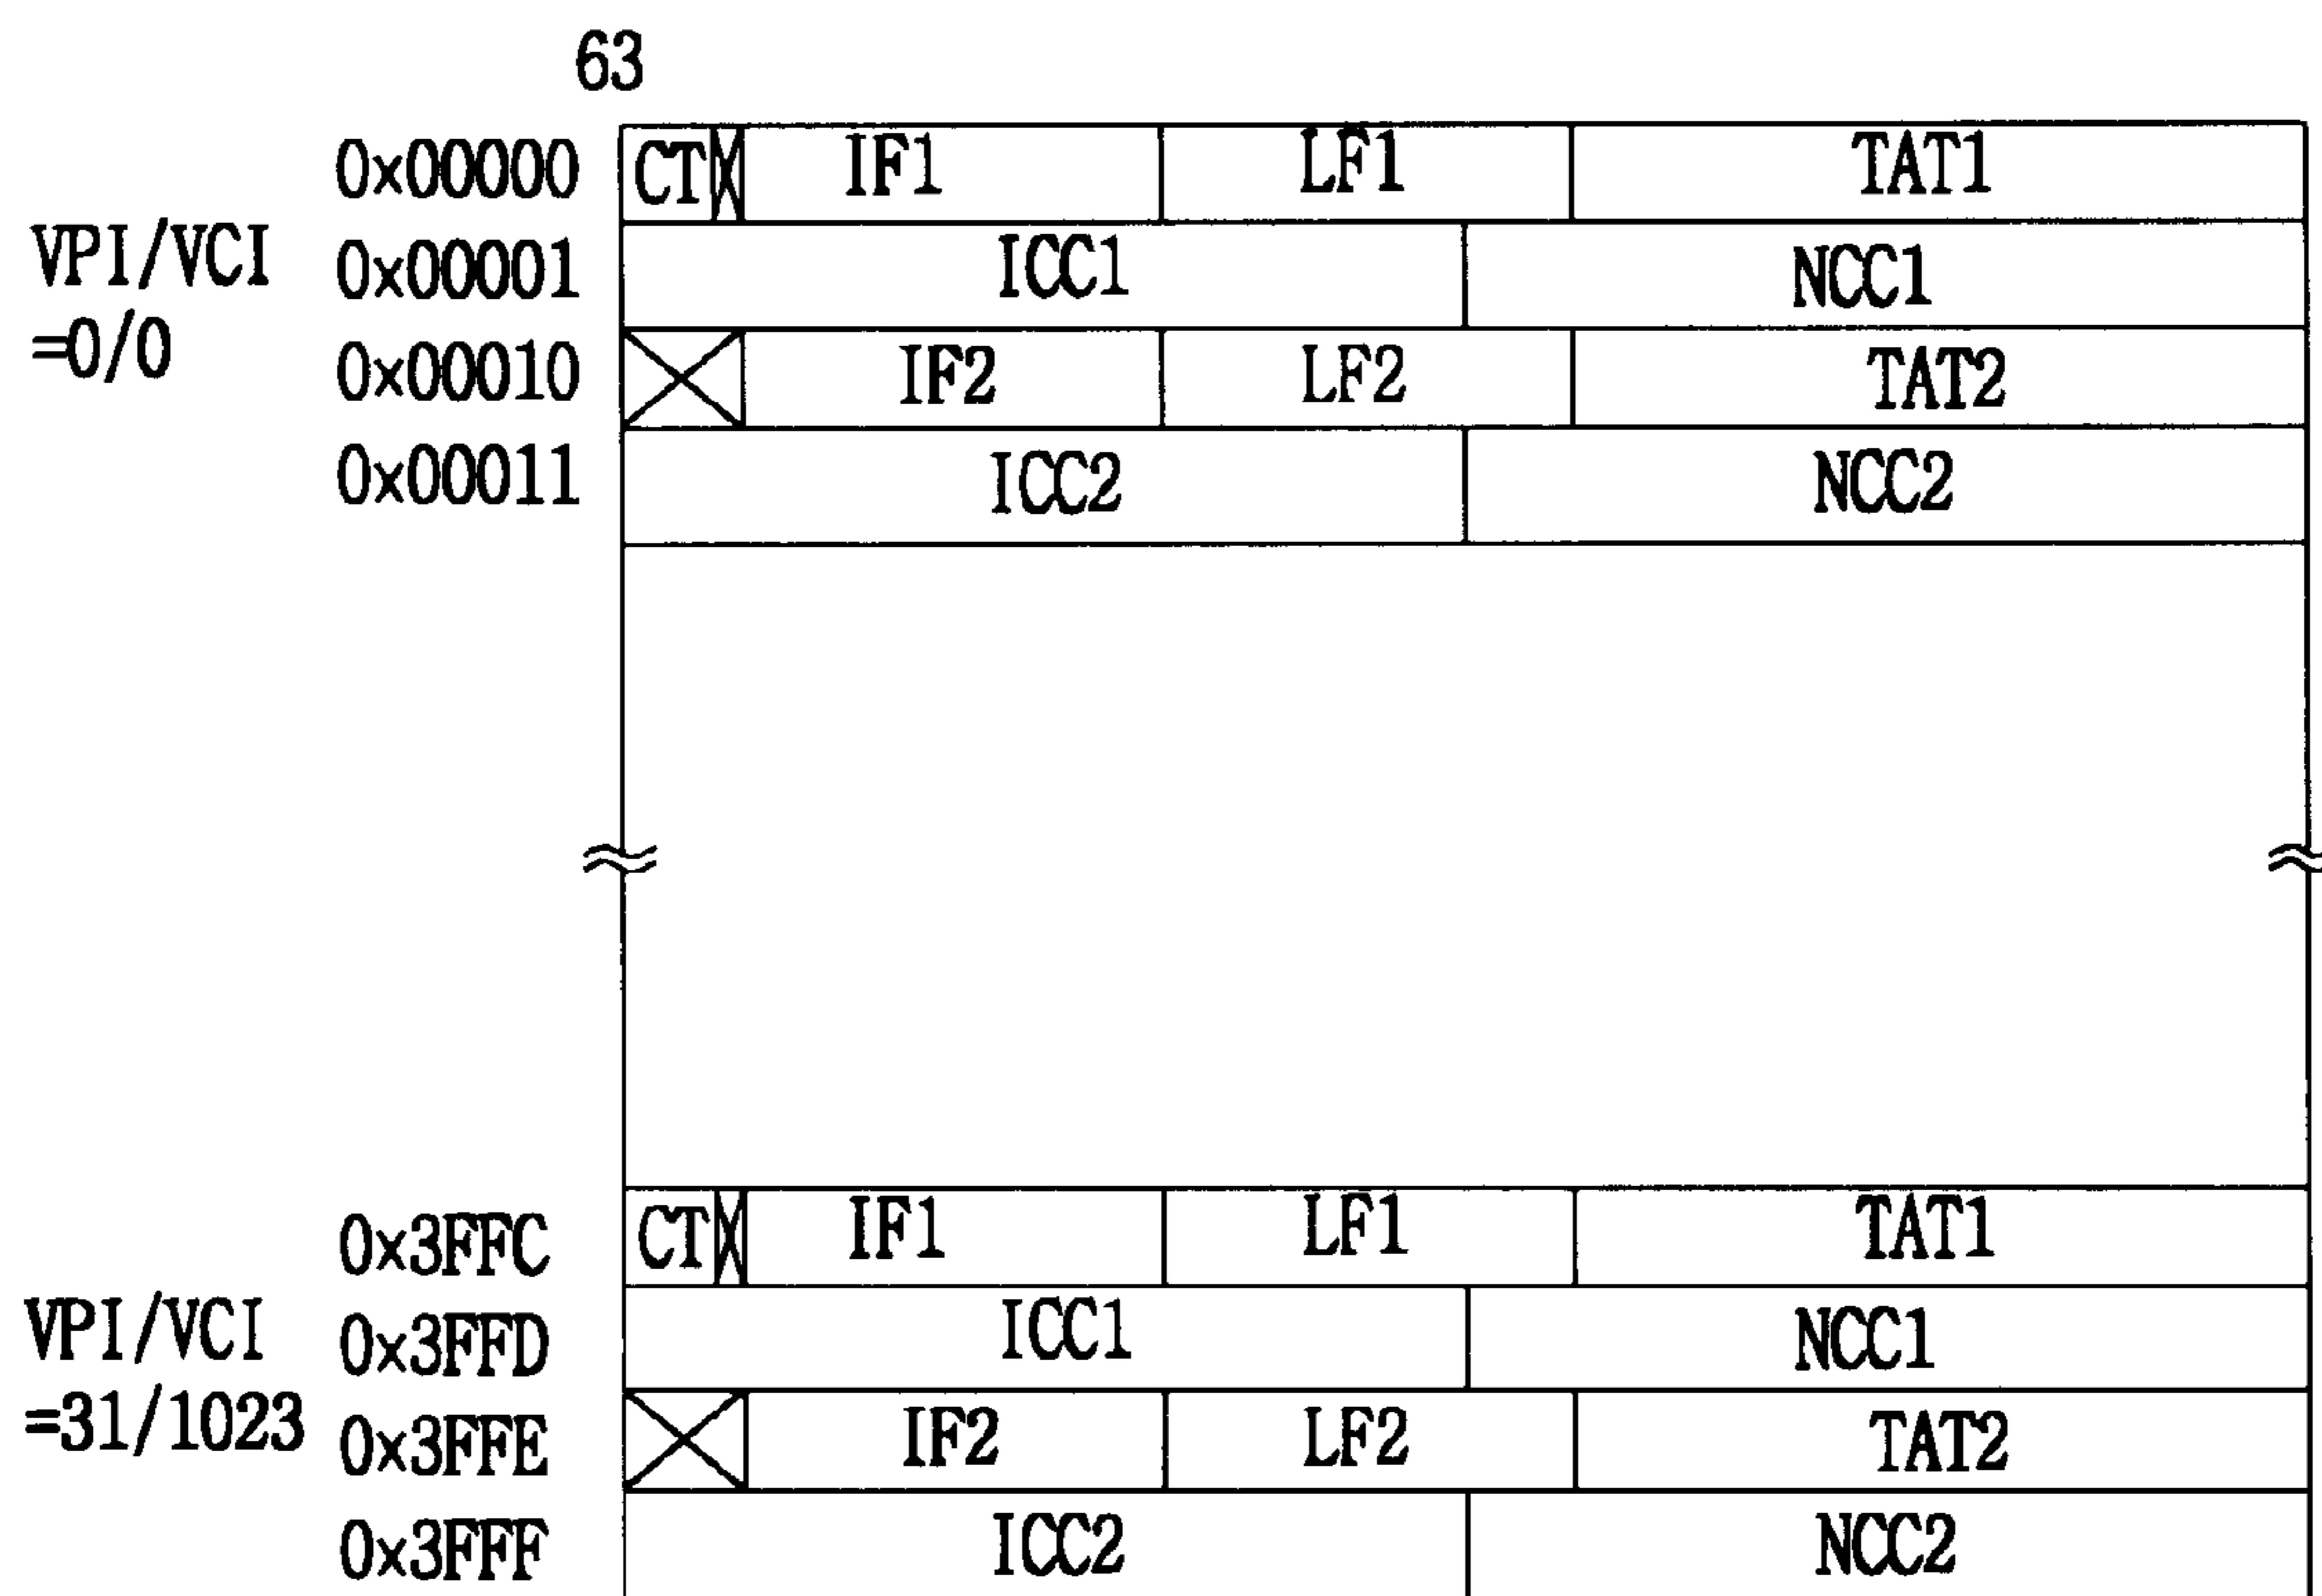 63
0x00000 CT IF1 LF1 TAT1
VPI/VCI 0x00001 ICC1 NCC1
=0/0 0x00010 IF2 LF2 TAT2
0x00011 ICC2 NCC2
0x3FFC CT IF1 LF1 TAT1
VPI/VCI 0x3FFD ICC1 NCC1
=31/1023 0x3FFE IF2 LF2 TAT2
0x3FFF ICC2 NCC2